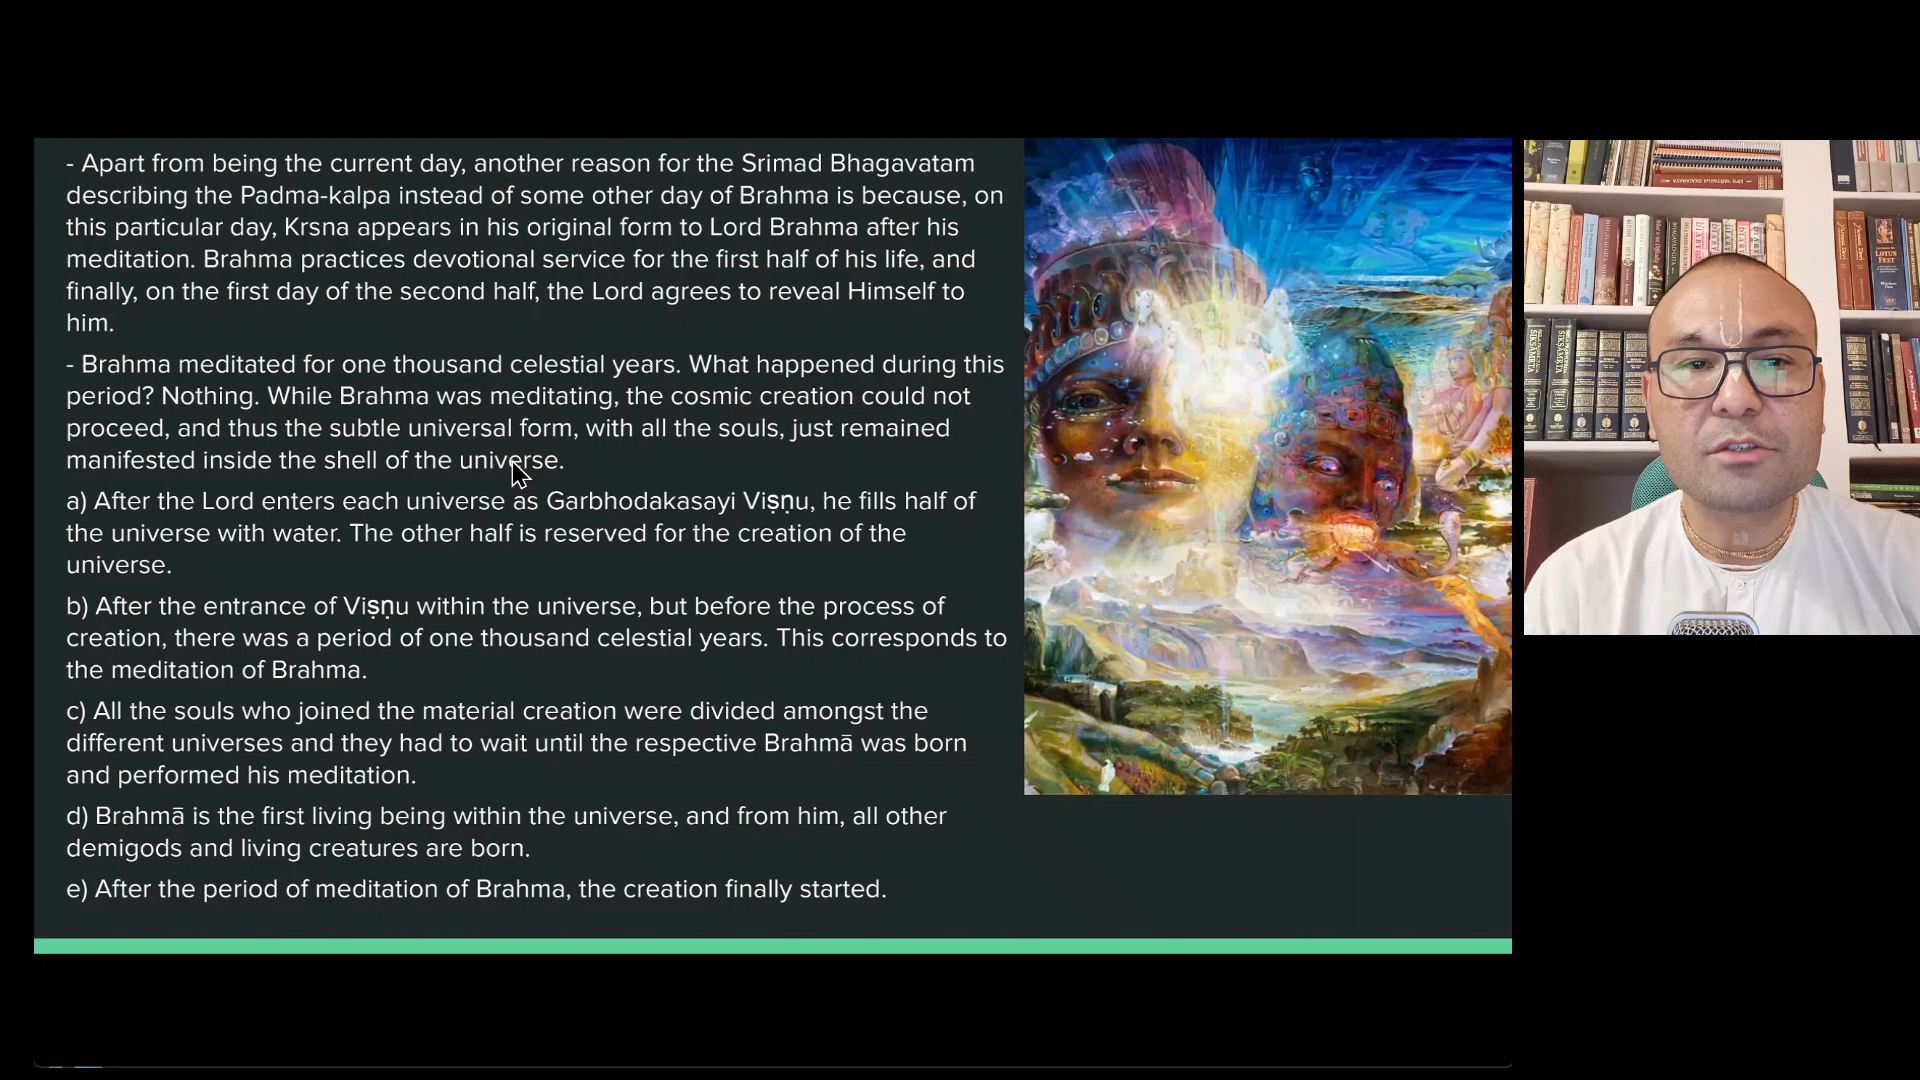 - Apart from being the current day, another reason for the Srimad Bhagavatam
describing the Padma-kalpa instead of some other day of Brahma is because, on
this particular day, Krsna appears in his original form to Lord Brahma after his
meditation. Brahma practices devotional service for the first half of his life, and
finally, on the first day of the second half, the Lord agrees to reveal Himself to
him.
- Brahma meditated for one thousand celestial years. What happened during this
period? Nothing. While Brahma was meditating, the cosmic creation could not
proceed, and thus the subtle universal form, with all the souls, just remained
manifested inside the shell of the universe.
a) After the Lord enters each universe as Garbhodakasayi Viṣṇu, he fills half of
the universe with water. The other half is reserved for the creation of the
universe.
b) After the entrance of Viṣṇu within the universe, but before the process of
creation, there was a period of one thousand celestial years. This corresponds to
the meditation of Brahma.
c) All the souls who joined the material creation were divided amongst the
different universes and they had to wait until the respective Brahmā was born
and performed his meditation.
d) Brahmā is the first living being within the universe, and from him, all other
demigods and living creatures are born.
e) After the period of meditation of Brahma, the creation finally started.
LOTUS
FEET